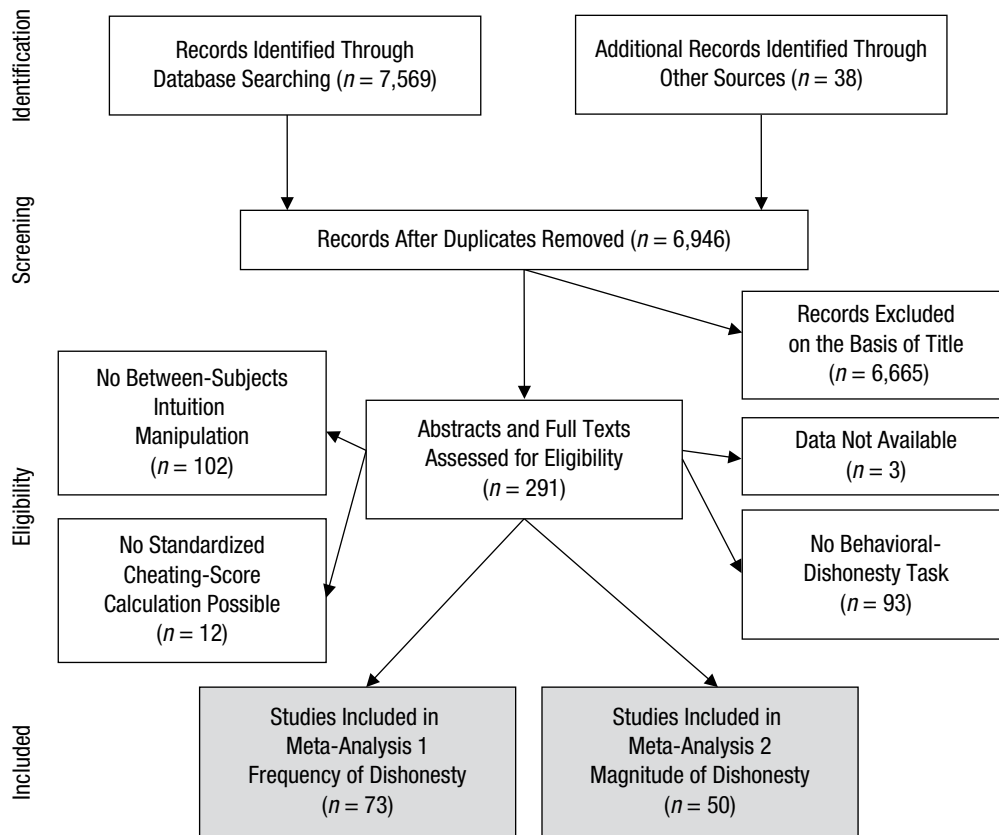 Identification
Records Identified Through
Database Searching (n = 7,569)
Additional Records Identified Through
Other Sources (n = 38)
Screening
Records After Duplicates Removed (n = 6,946)
Records Excluded
on the Basis of Title
(n = 6,665)
Eligibility
No Between-Subjects
Intuition
Manipulation
(n = 102)
Abstracts and Full Texts
Assessed for Eligibility
(n = 291)
Data Not Available
(n = 3)
No Standardized
Cheating-Score
Calculation Possible
(n = 12)
No Behavioral-
Dishonesty Task
(n = 93)
Included
Studies Included in
Meta-Analysis 1
Frequency of Dishonesty
(n = 73)
Studies Included in
Meta-Analysis 2
Magnitude of Dishonesty
(n = 50)